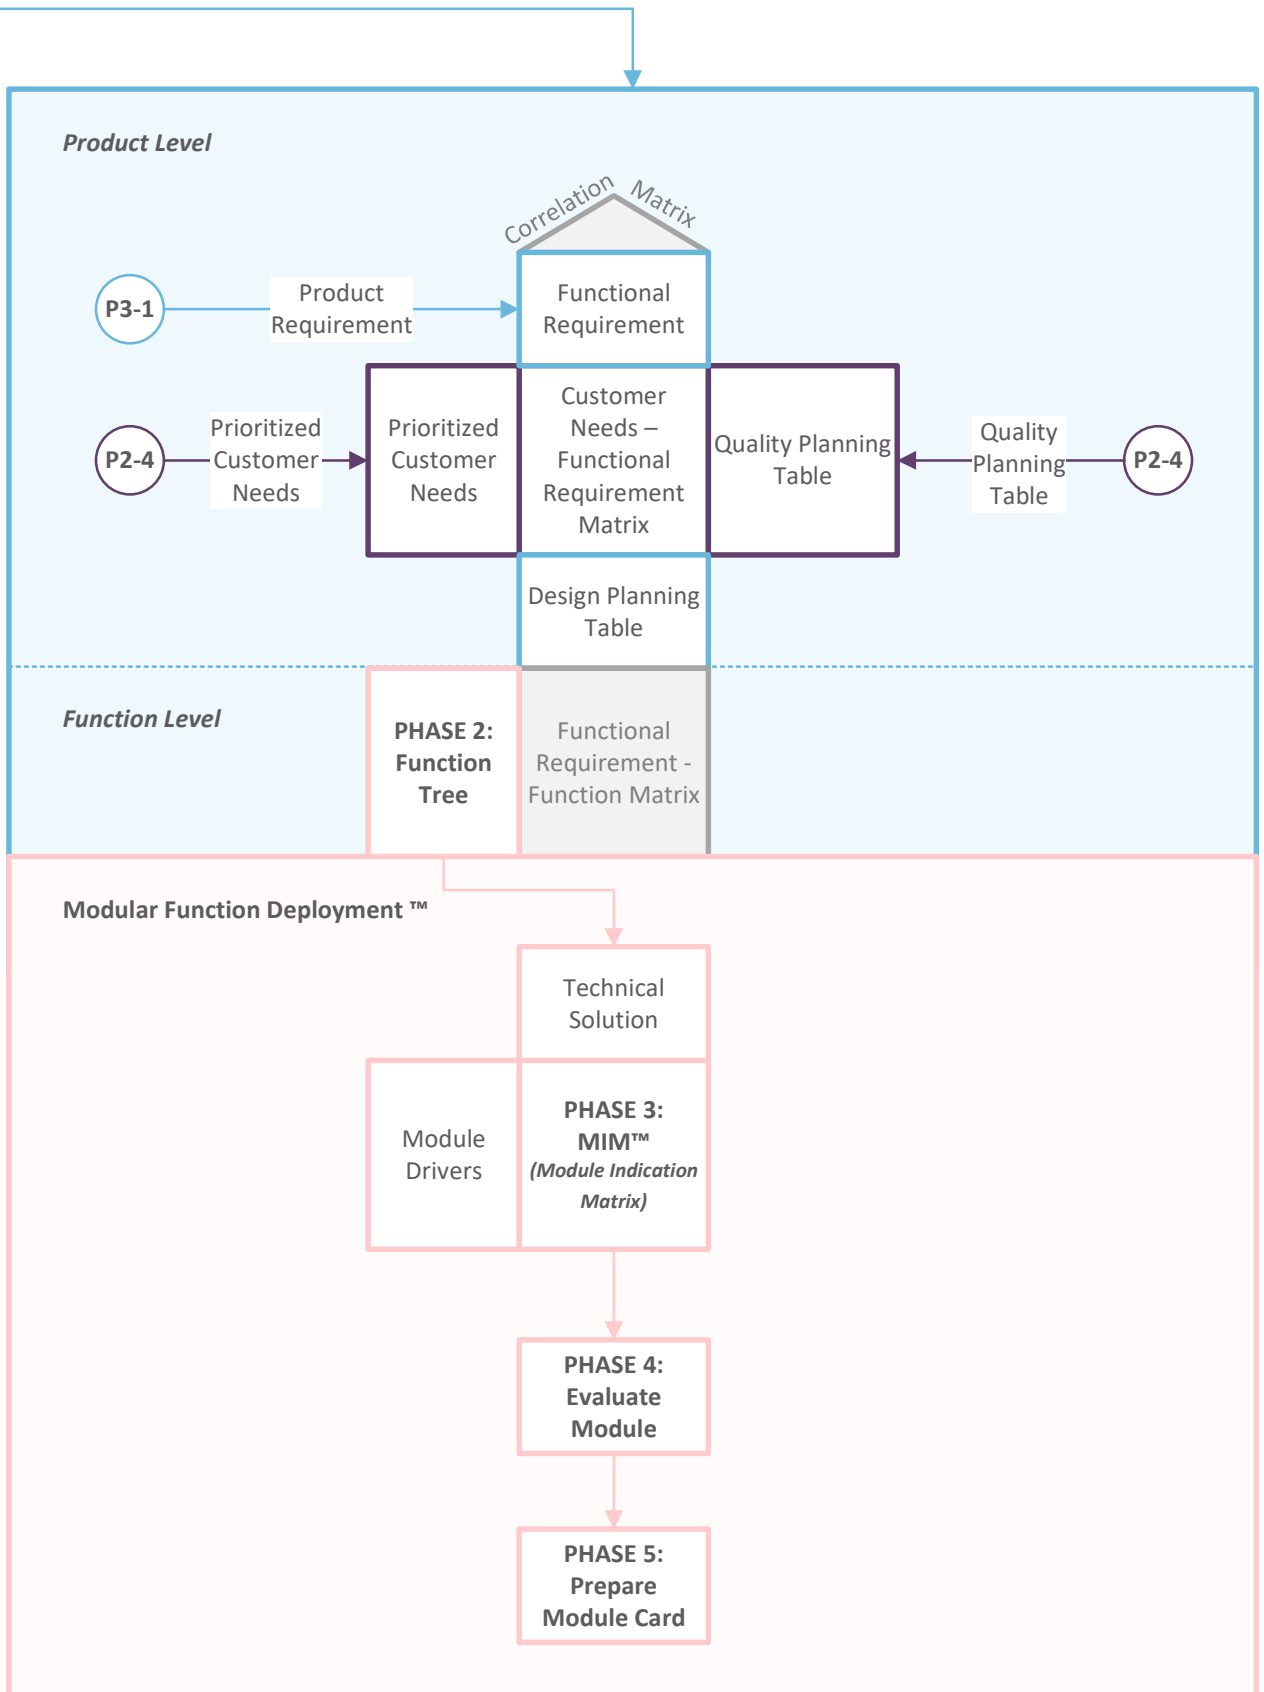 Product Level
Correlation Matrix
P3-1
Product
Requirement
Functional
Requirement
P2-4
Prioritized
Customer
Needs
Prioritized
Customer
Needs
Customer
Needs –
Functional
Requirement
Matrix
Quality Planning
Table
Quality
Planning
Table
P2-4
Design Planning
Table
Function Level
PHASE 2:
Function
Tree
Functional
Requirement -
Function Matrix
Modular Function Deployment ™
Technical
Solution
Module
Drivers
PHASE 3:
MIM™
(Module Indication
Matrix)
PHASE 4:
Evaluate
Module
PHASE 5:
Prepare
Module Card